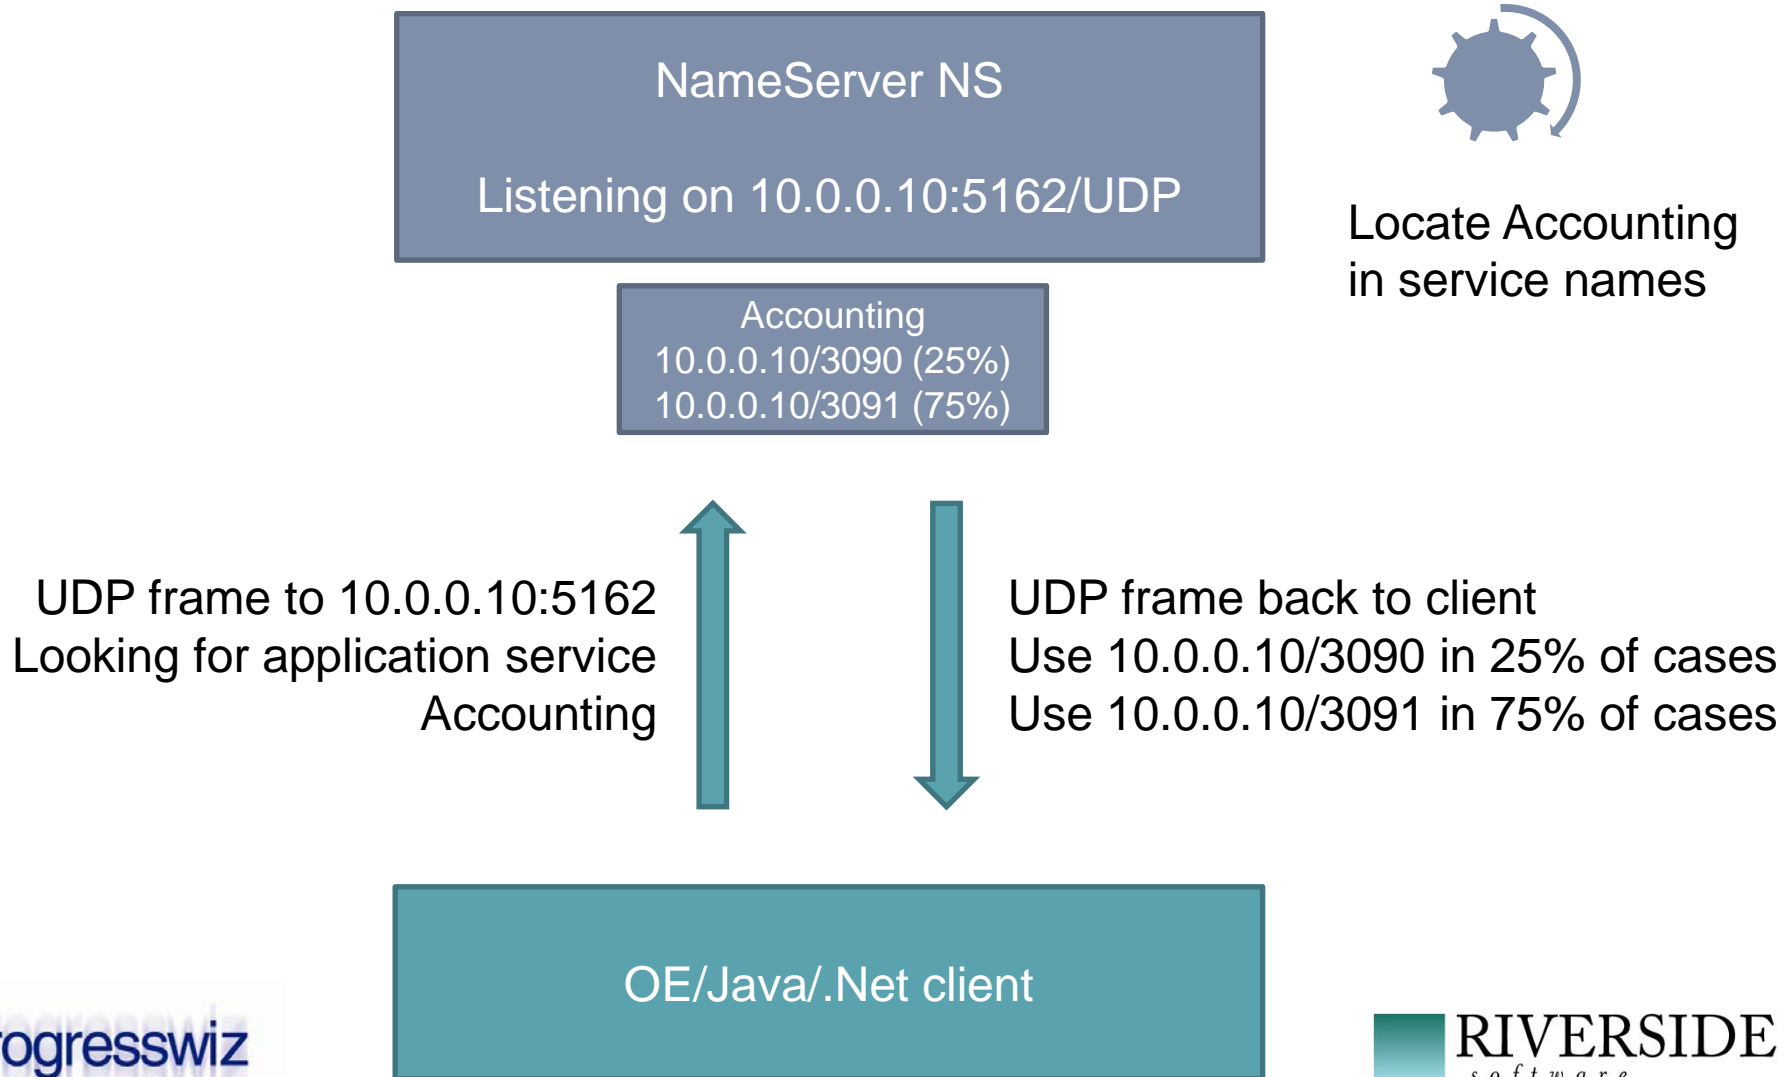 NameServer NS
Listening on 10.0.0.10:5162/UDP
Locate Accounting
in service names
Accounting
10.0.0.10/3090 (25%)
10.0.0.10/3091 (75%)
UDP frame to 10.0.0.10:5162
Looking for application service
Accounting
UDP frame back to client
Use 10.0.0.10/3090 in 25% of cases
Use 10.0.0.10/3091 in 75% of cases
OE/Java/.Net client
rogresswiz
RIVERSIDE
software